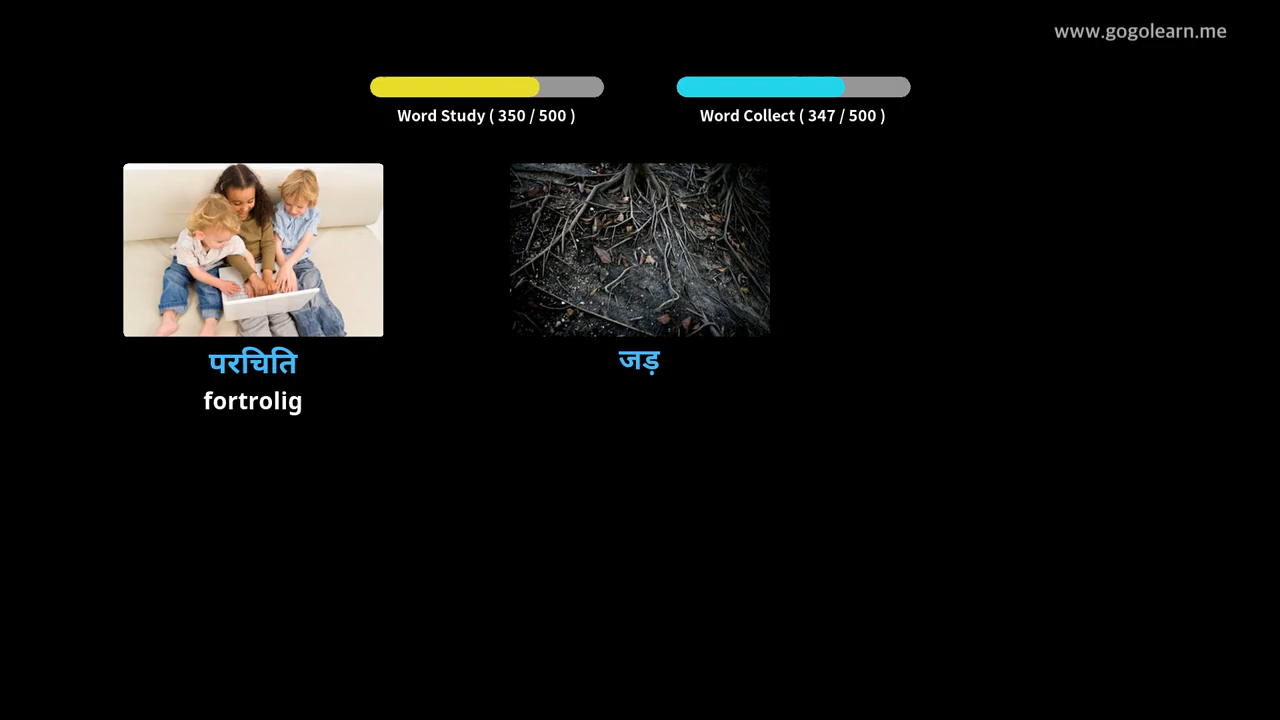 www.gogolearn.me
Word Study ( 350 / 500 )
Word Collect ( 347 / 500 )
परचिति
fortrolig
जड़